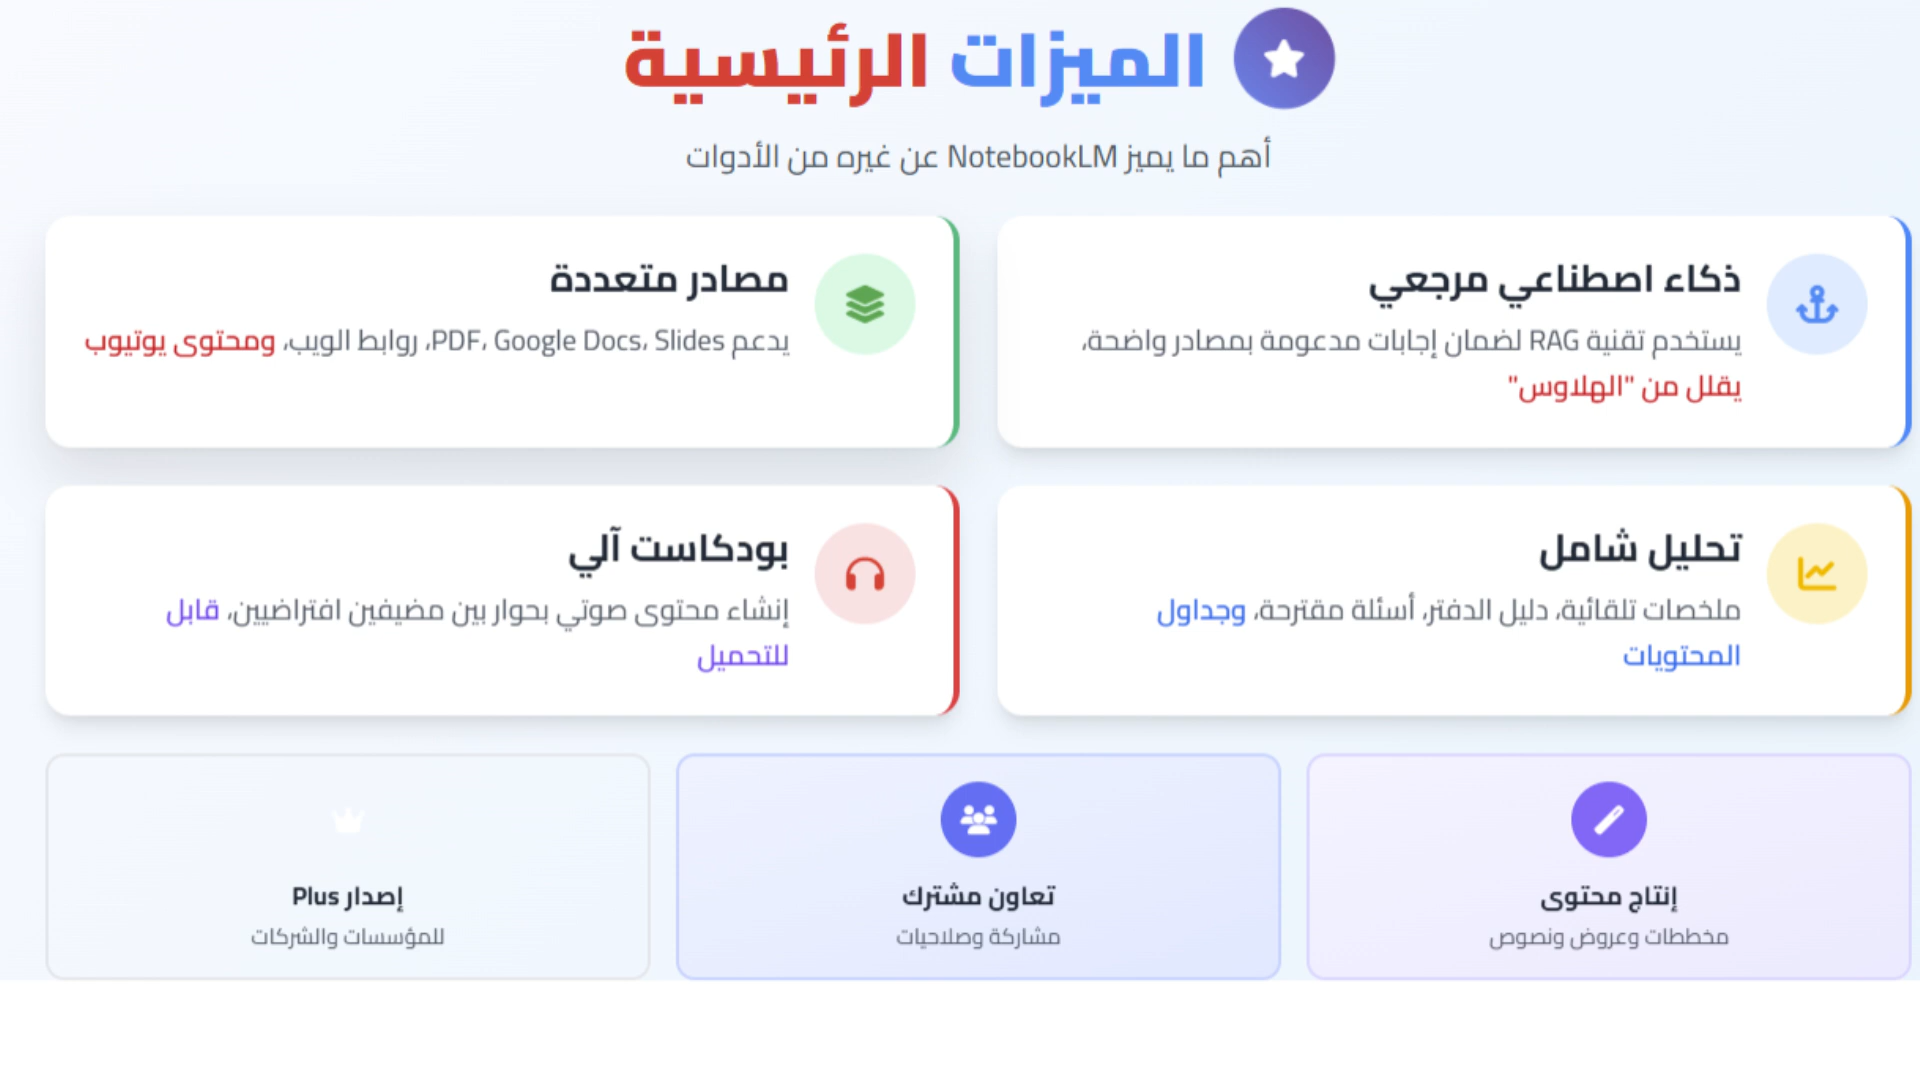 الميزات الرئيسية
أهم ما يميز NotebookLM عن غيره من الأدوات
ذكاء اصطناعي مرجعي
يستخدم تقنية RAG لضمان إجابات مدعومة بمصادر واضحة،
يقلل من "الهلاوس"
مصادر متعددة
يدعم PDF، Google Docs، Slides، روابط الويب، ومحتوى يوتيوب
تحليل شامل
ملخصات تلقائية، دليل الدفتر، أسئلة مقترحة، وجداول
المحتويات
بودكاست آلي
إنشاء محتوى صوتي بحوار بين مضيفين افتراضيين، قابل
للتحميل
إنتاج محتوى
مخططات وعروض ونصوص
تعاون مشترك
مشاركة وصلاحيات
إصدار Plus
للمؤسسات والشركات